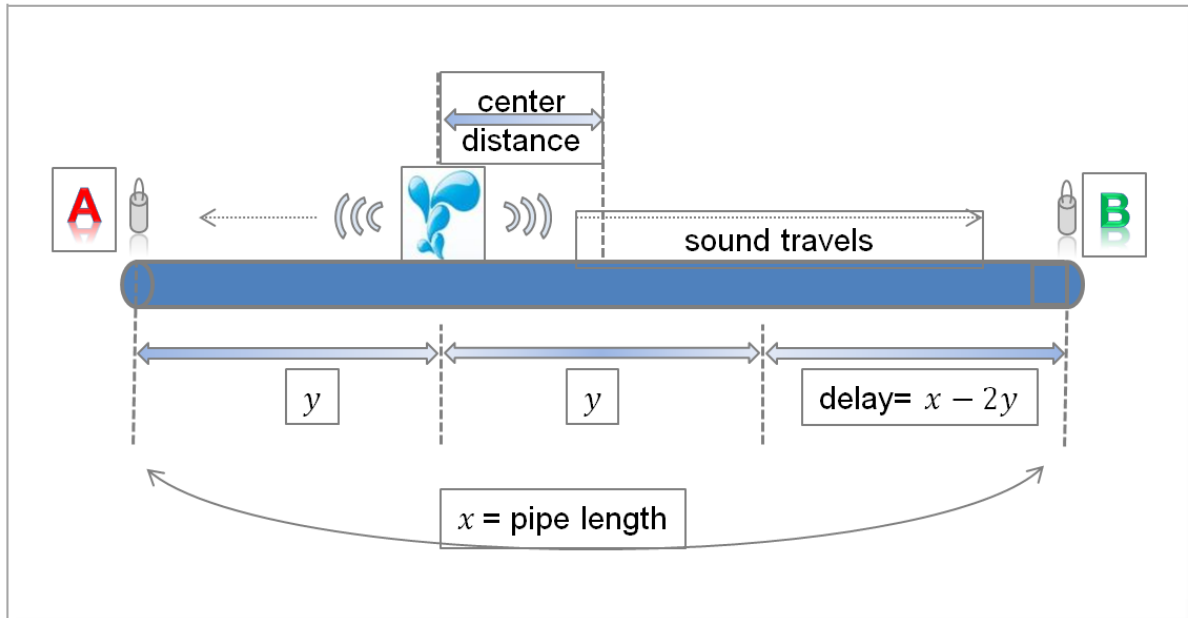 center
distance
A
B
sound travels
y
y
delay= x − 2y
x = pipe length